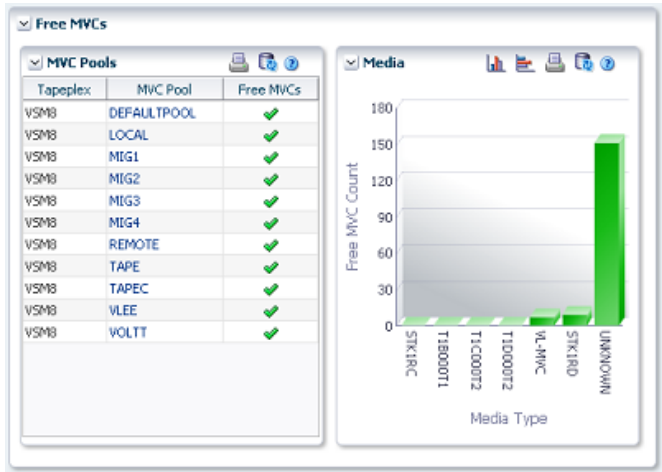 Free MVCs
MVC Pools
Tapeplex MVC Pool Free MVCs
VSM8 DEFAULTPOOL
VSM8 LOCAL
VSM8 MIG1
VSM8 MIG2
VSM8 MIG3
VSM8 MIG4
VSM8 REMOTE
VSM8 TAPE
VSM8 TAPEC
VSM8 VLEE
VSM8 VOLTT
Media
180
150
120
90
60
30
0
Free MVC Count
STK1RC
T1B000T1
T1C000T2
T1D000T2
VL-MVC
STK1RD
UNKNOWN
Media Type